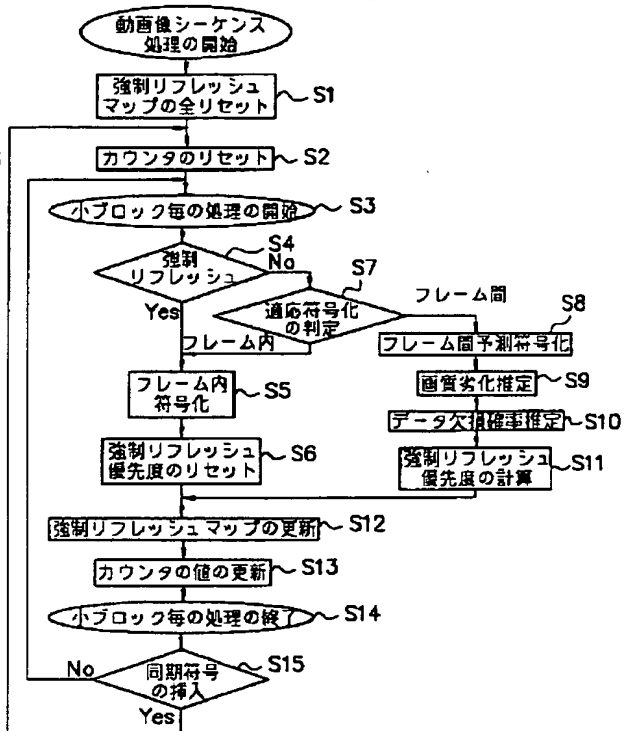 動画像シーケンス
処理の開始
強制リフレッシュ
マップの全リセット
S1
カウンタのリセット
S2
小ブロック毎の処理の開始
S3
強制
リフレッシュ
S4
No
Yes
適応符号化
の判定
S7
フレーム間
フレーム内
フレーム間予測符号化
S8
フレーム内
符号化
S5
画質劣化推定
S9
データ欠損確率推定
S10
強制リフレッシュ
優先度のリセット
S6
強制リフレッシュ
優先度の計算
S11
強制リフレッシュマップの更新
S12
カウンタの値の更新
S13
小ブロック毎の処理の終了
S14
同期符号
の挿入
S15
No
Yes